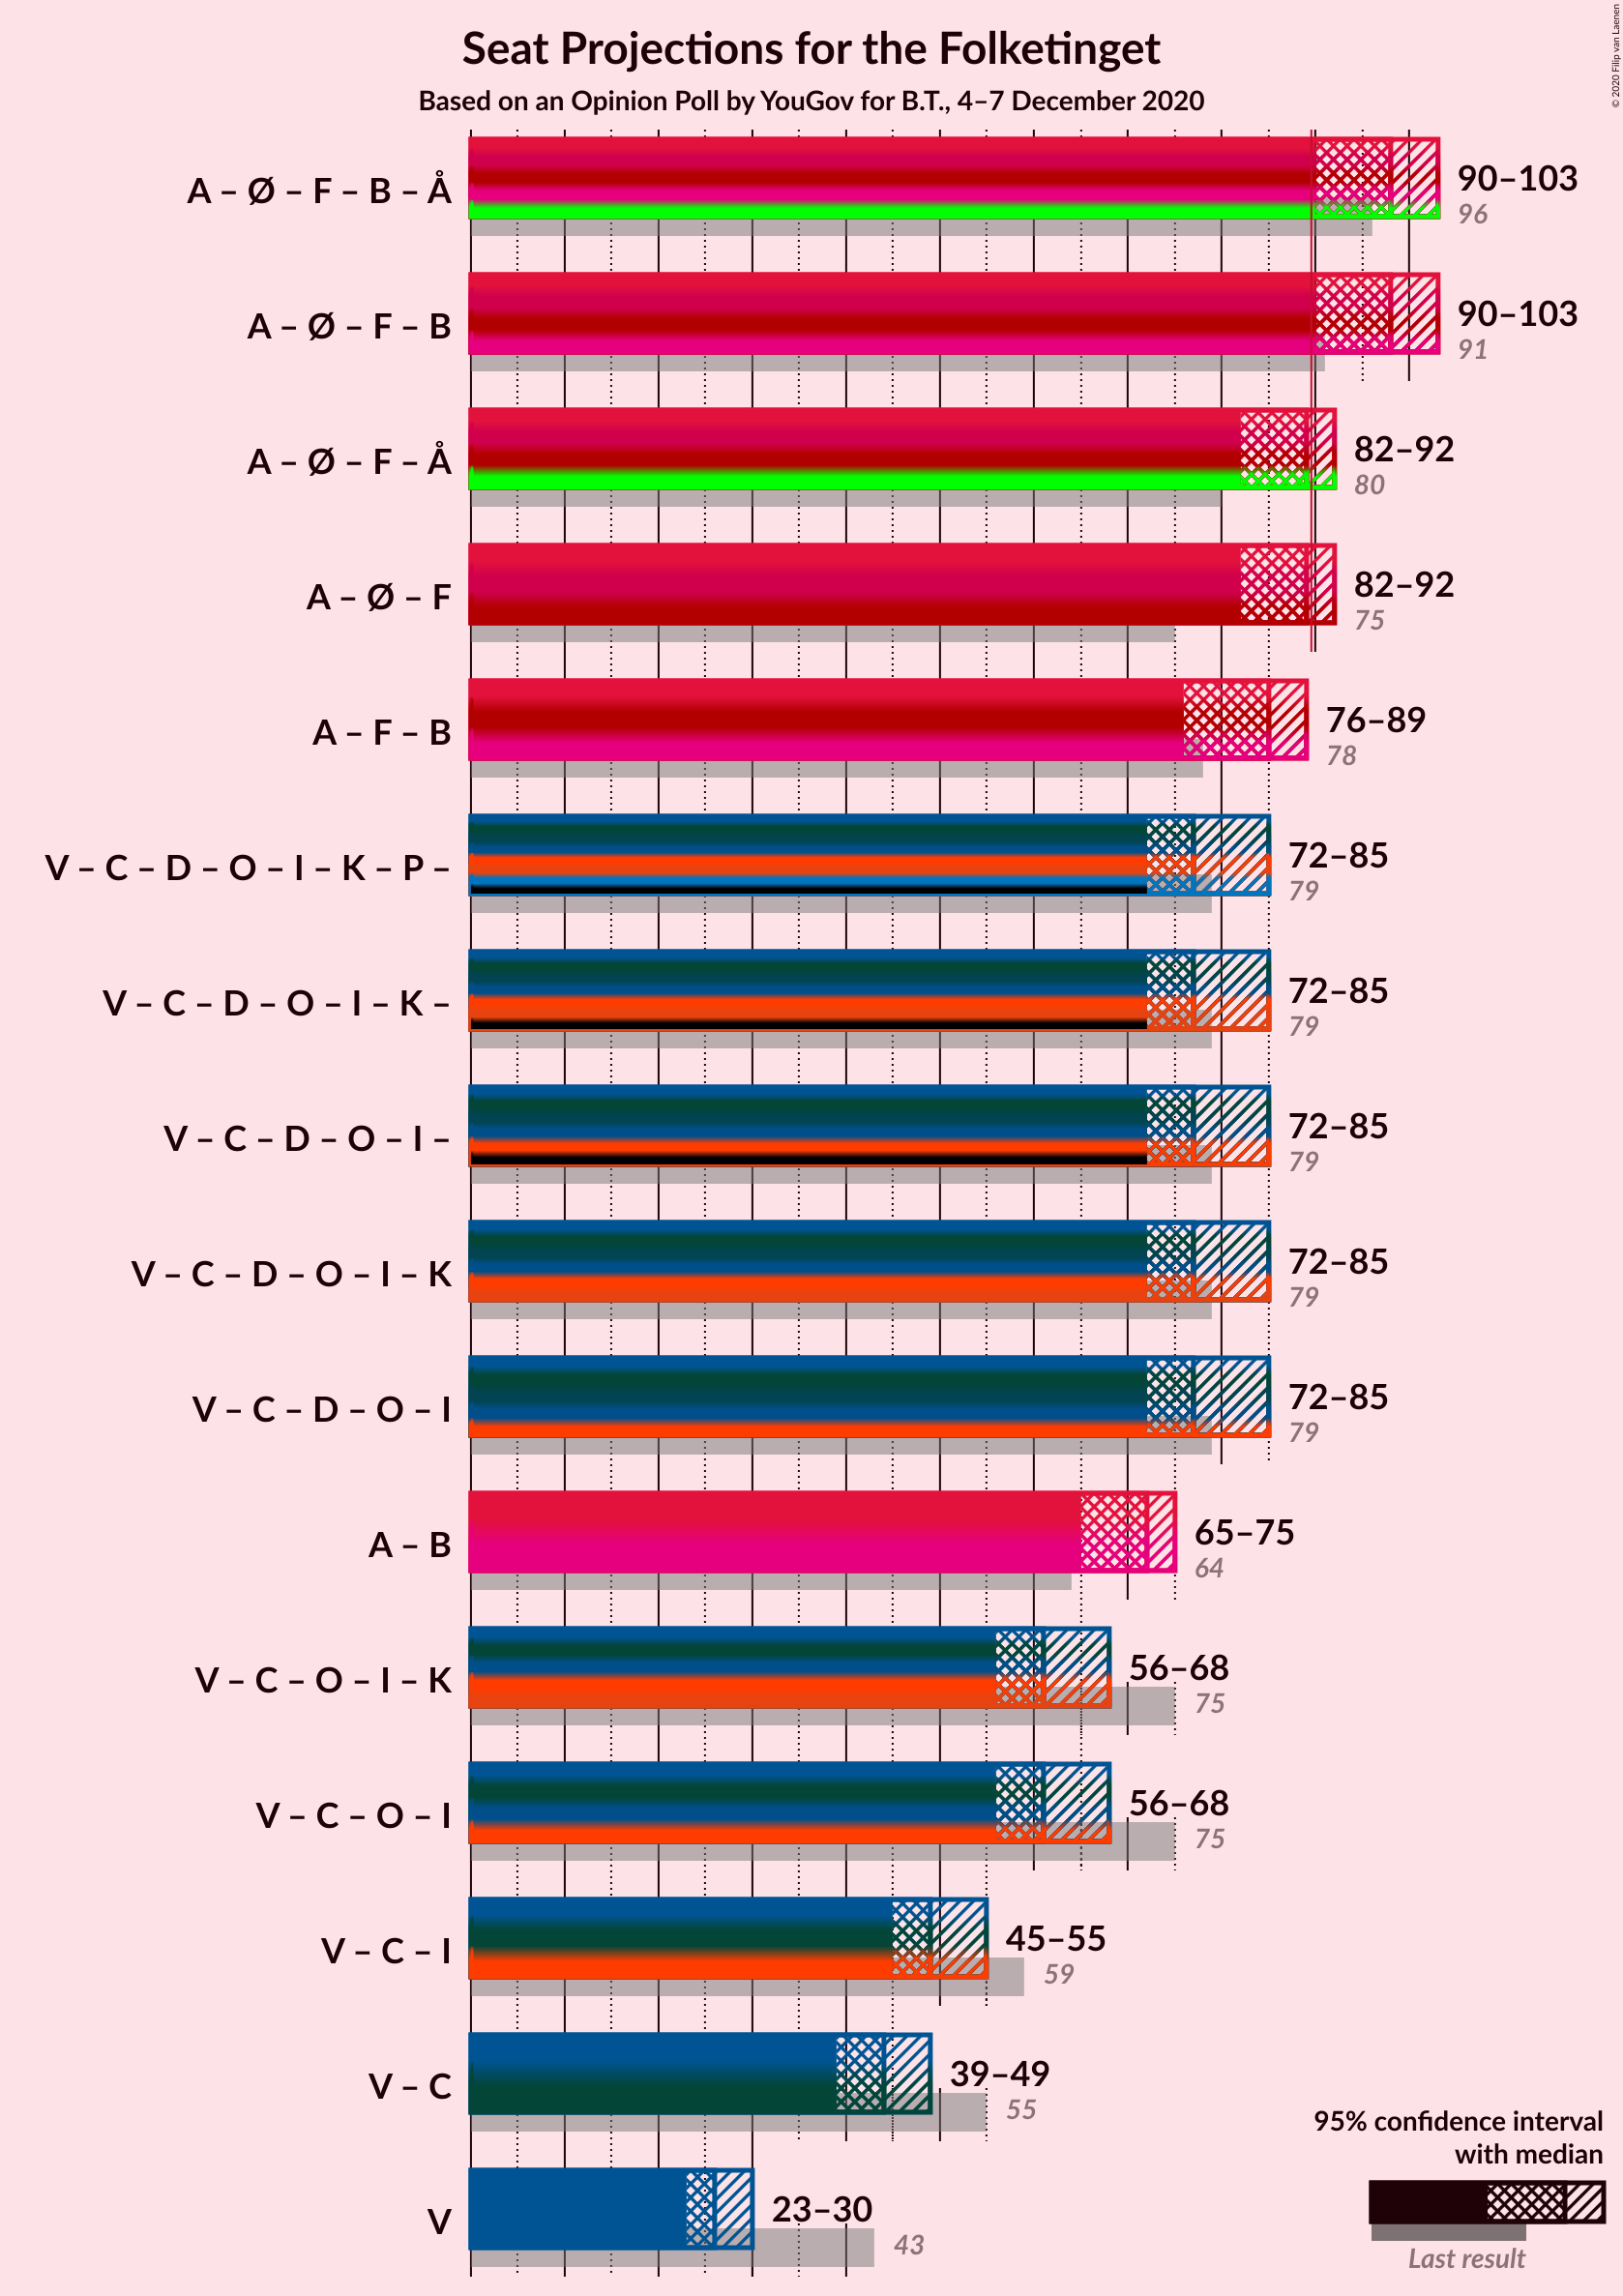 Seat Projections for the Folketinget
Based on an Opinion Poll by YouGov for B.T., 4–7 December 2020
© 2020 Filip van Laenen
A – Ø – F – B – Å
90–103
96
A – Ø – F – B
90–103
91
A – Ø – F – Å
82–92
80
A – Ø – F
82–92
75
A – F – B
76–89
78
V – C – D – O – I – K – P –
72–85
79
V – C – D – O – I – K –
72–85
79
V – C – D – O – I –
72–85
79
V – C – D – O – I – K
72–85
79
V – C – D – O – I
72–85
79
A – B
65–75
64
V – C – O – I – K
56–68
75
V – C – O – I
56–68
75
V – C – I
45–55
59
V – C
39–49
55
V
23–30
43
95% confidence interval
with median
Last result